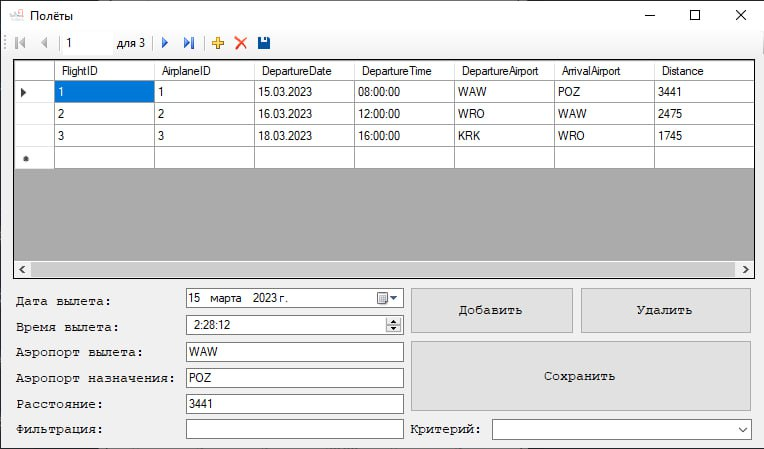 Полёты
1 для 3
FlightID AirplaneID DepartureDate DepartureTime DepartureAirport ArrivalAirport Distance
1 1 15.03.2023 08:00:00 WAW POZ 3441
2 2 16.03.2023 12:00:00 WRO WAW 2475
3 3 18.03.2023 16:00:00 KRK WRO 1745
Дата вылета: 15 марта 2023 г. Добавить Удалить
Время вылета: 2:28:12
Аэропорт вылета: WAW
Аэропорт назначения: POZ Сохранить
Расстояние: 3441
Фильтрация: Критерий: